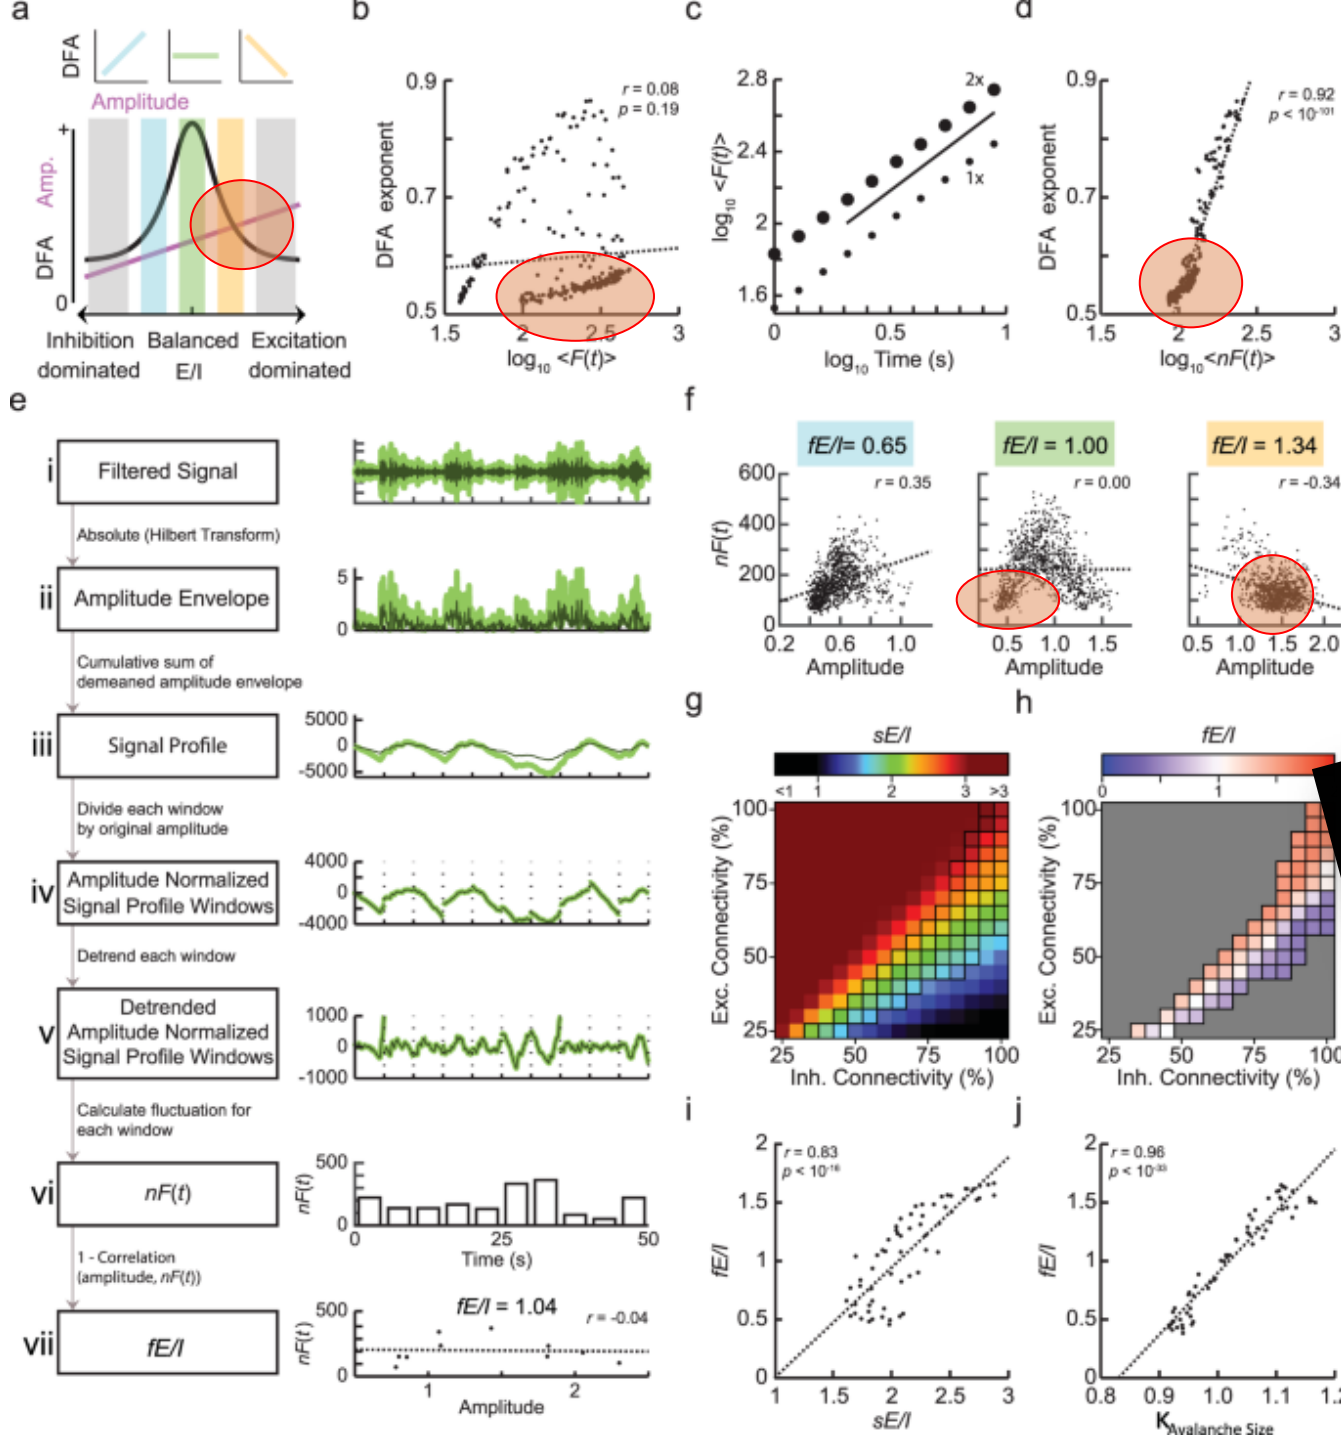 a
DFA
Amplitude
+
Amp.
DFA
0
Inhibition dominated
Balanced E/I
Excitation dominated
b
0.9
0.7
0.5
DFA exponent
r = 0.08
p = 0.19
1.5 2 2.5 3
log10 <F(t)>
c
2.8
2.4
2
1.6
log10 <F(t)>
2x
1x
0 0.5 1
log10 Time (s)
d
0.9
0.7
0.5
DFA exponent
r = 0.92
p < 10-101
1.5 2 2.5 3
log10<nF(t)>
e
i
Filtered Signal
Absolute (Hilbert Transform)
ii
Amplitude Envelope
5
0
Cumulative sum of
demeaned amplitude envelope
iii
Signal Profile
5000
0
-5000
Divide each window
by original amplitude
iv
Amplitude Normalized
Signal Profile Windows
4000
0
-4000
Detrend each window
v
Detrended
Amplitude Normalized
Signal Profile Windows
1000
0
-1000
Calculate fluctuation for
each window
vi
nF(t)
500
0
nF(t)
0 25 50
Time (s)
1 - Correlation
(amplitude, nF(t))
vii
fE/I
500
0
nF(t)
fE/I = 1.04
r = -0.04
1 2
Amplitude
f
fE/I= 0.65
fE/I = 1.00
fE/I = 1.34
600
400
200
0
nF(t)
r = 0.35
r = 0.00
r = -0.34
0.2 0.6 1.0
Amplitude
0.5 1.0 1.5
Amplitude
0.5 1.0 1.5 2.0
Amplitude
g
sE/I
<1 1 2 3 >3
100
75
50
25
Exc. Connectivity (%)
25 50 75 100
Inh. Connectivity (%)
h
fE/I
0 1
100
75
50
25
Exc. Connectivity (%)
25 50 75 100
Inh. Connectivity (%)
i
r = 0.83
p < 10-16
2
1.5
1
0.5
0
fE/I
1 1.5 2 2.5 3
sE/I
j
r = 0.96
p < 10-33
2
1.5
1
0.5
0
fE/I
0.8 0.9 1.0 1.1 1.2
κAvalanche Size